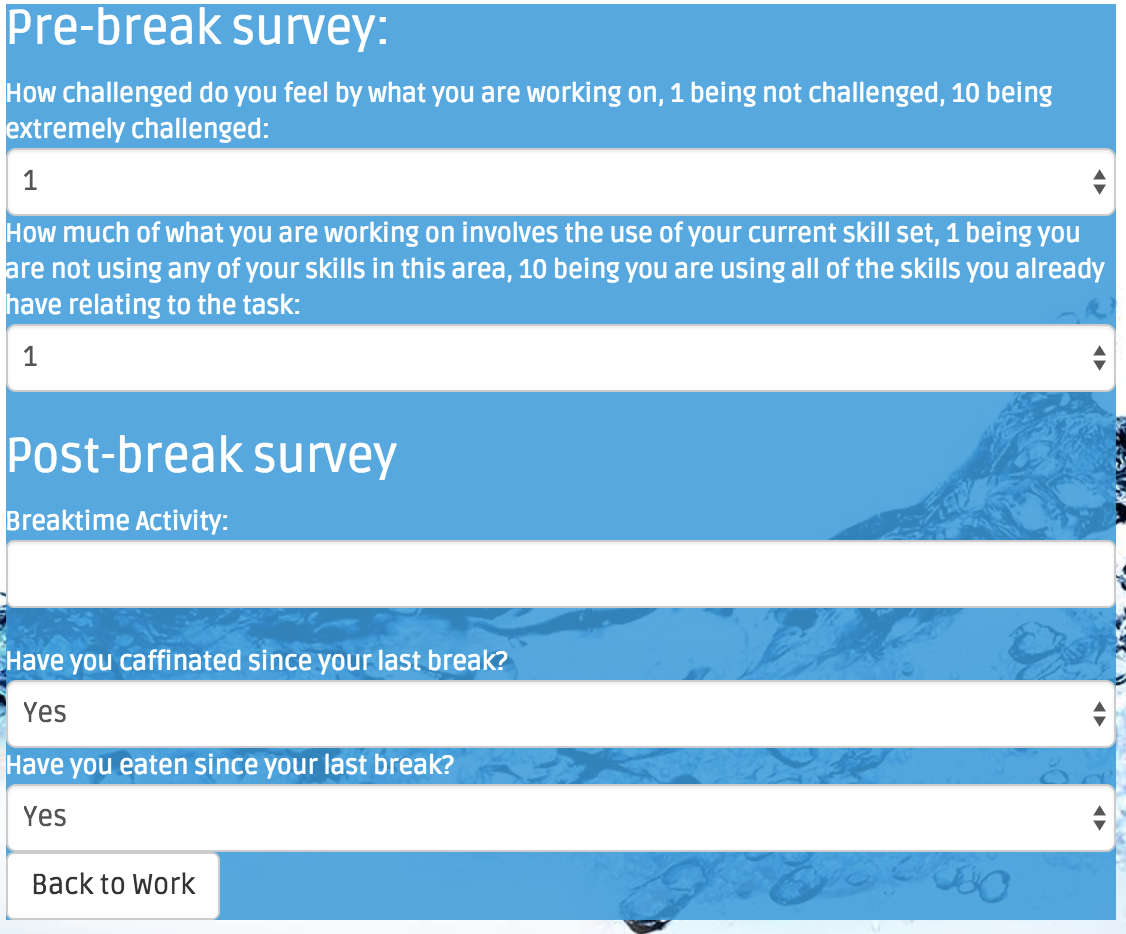 Pre-break survey:
How challenged do you feel by what you are working on, 1 being not challenged, 10 being
extremely challenged:
1
How much of what you are working on involves the use of your current skill set, 1 being you
are not using any of your skills in this area, 10 being you are using all of the skills you already
have relating to the task:
1
Post-break survey
Breaktime Activity:
Have you caffinated since your last break?
Yes
Have you eaten since your last break?
Yes
Back to Work